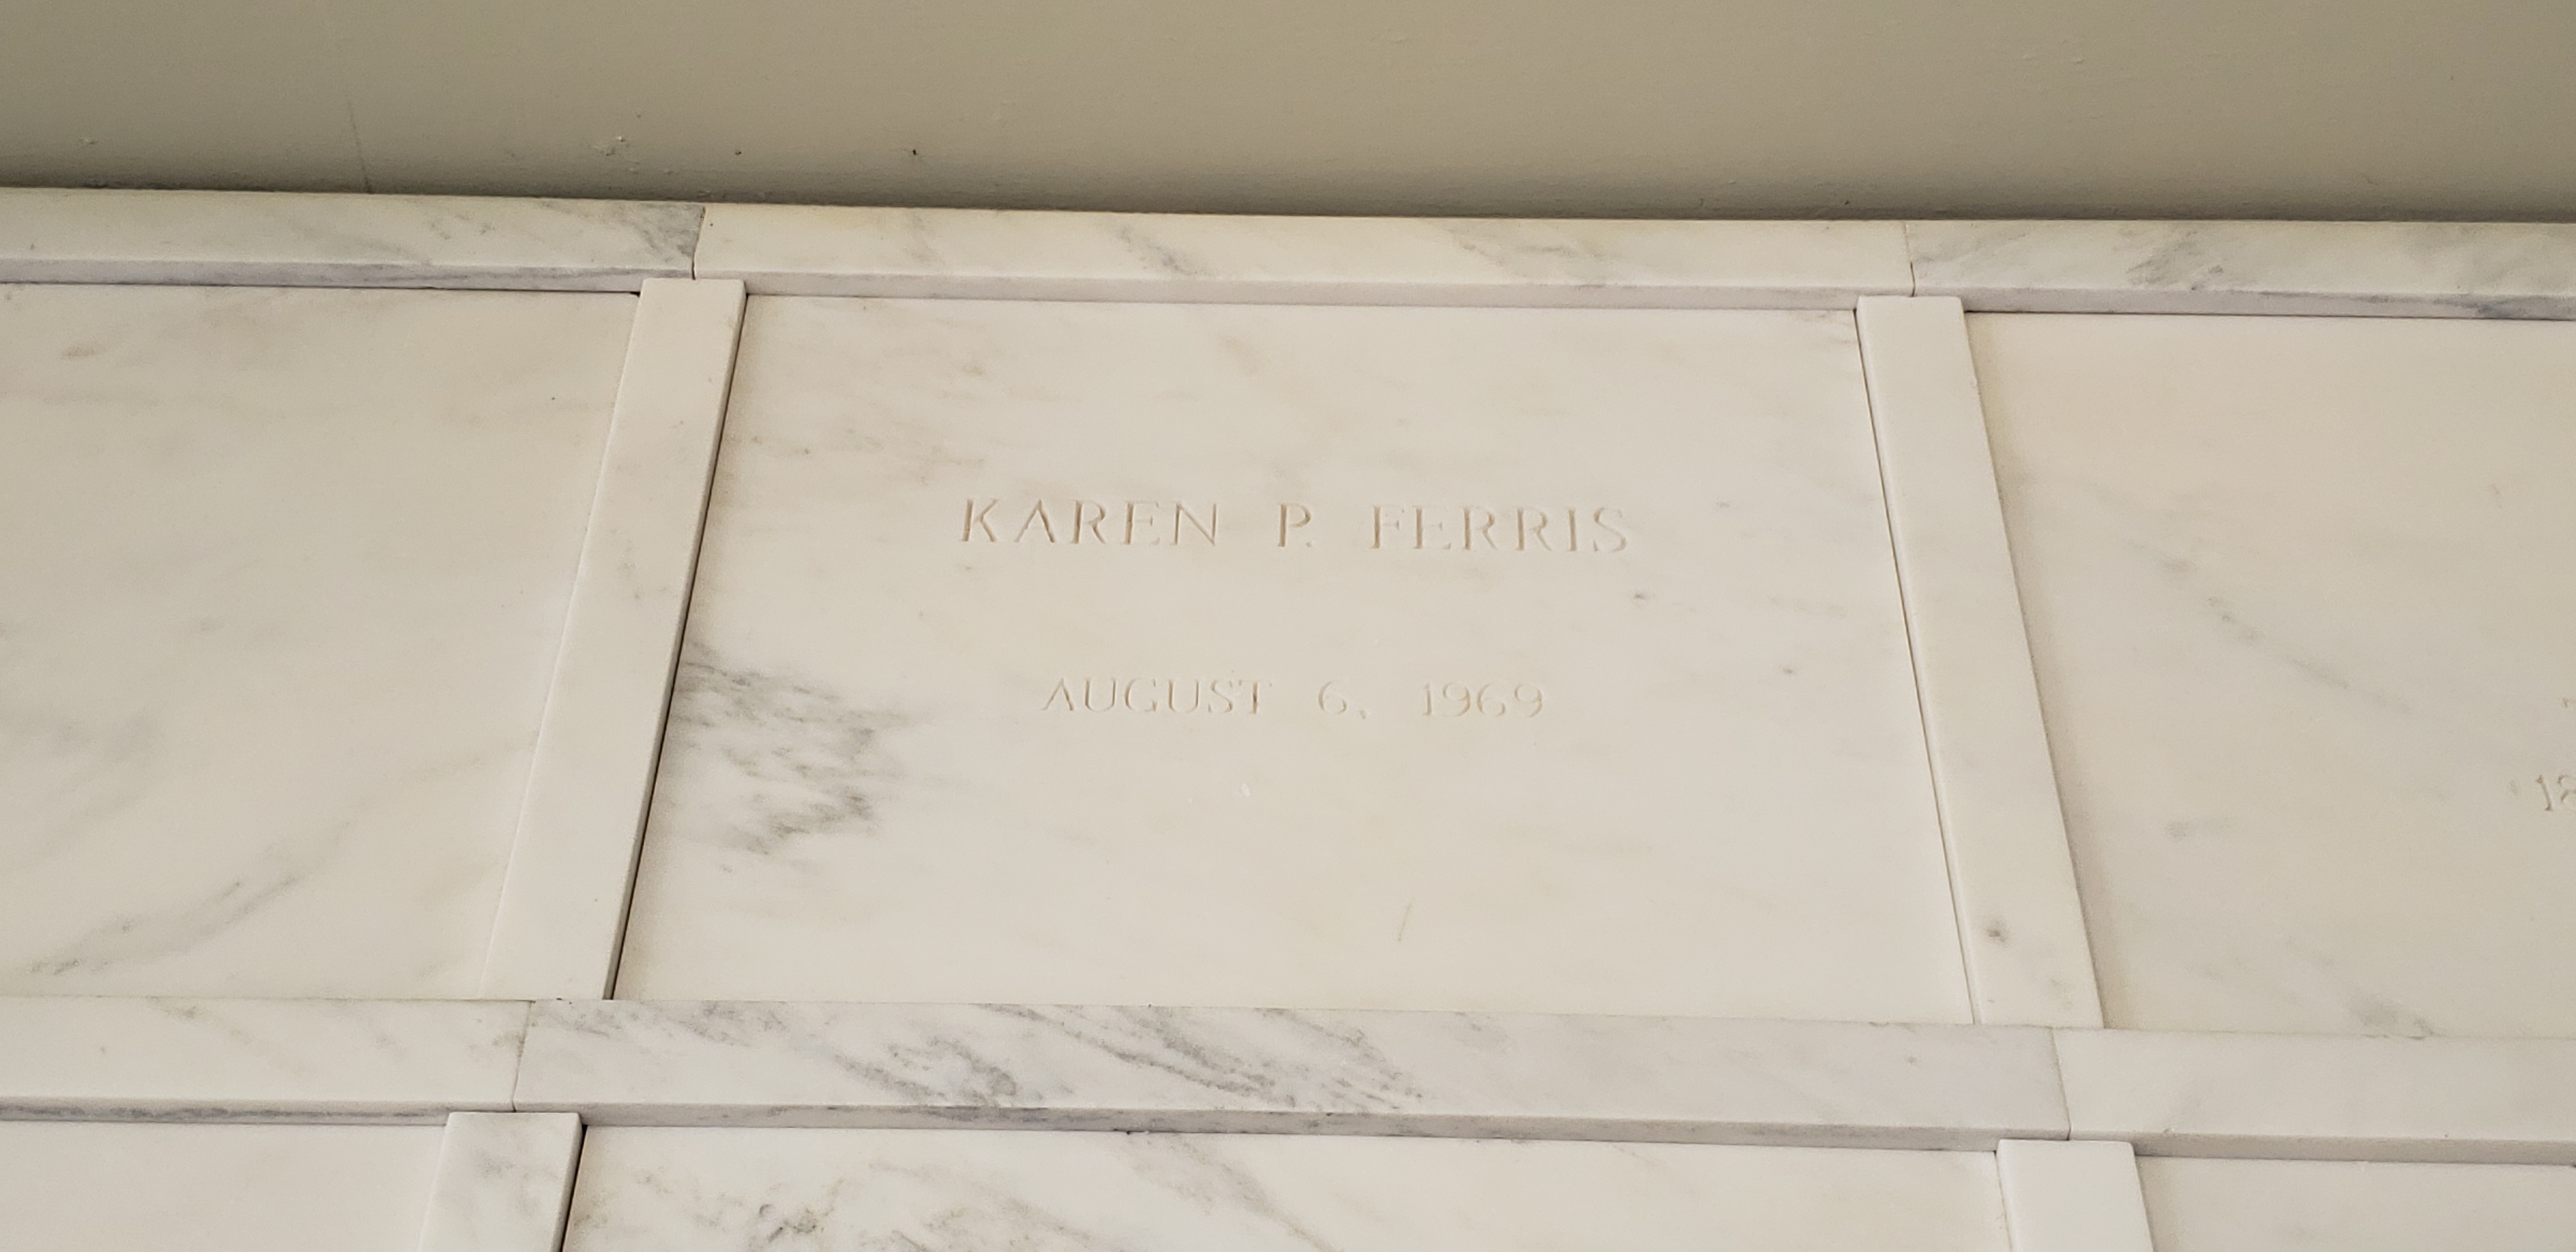 KAREN P. FERRIS
AUGUST 6, 1969